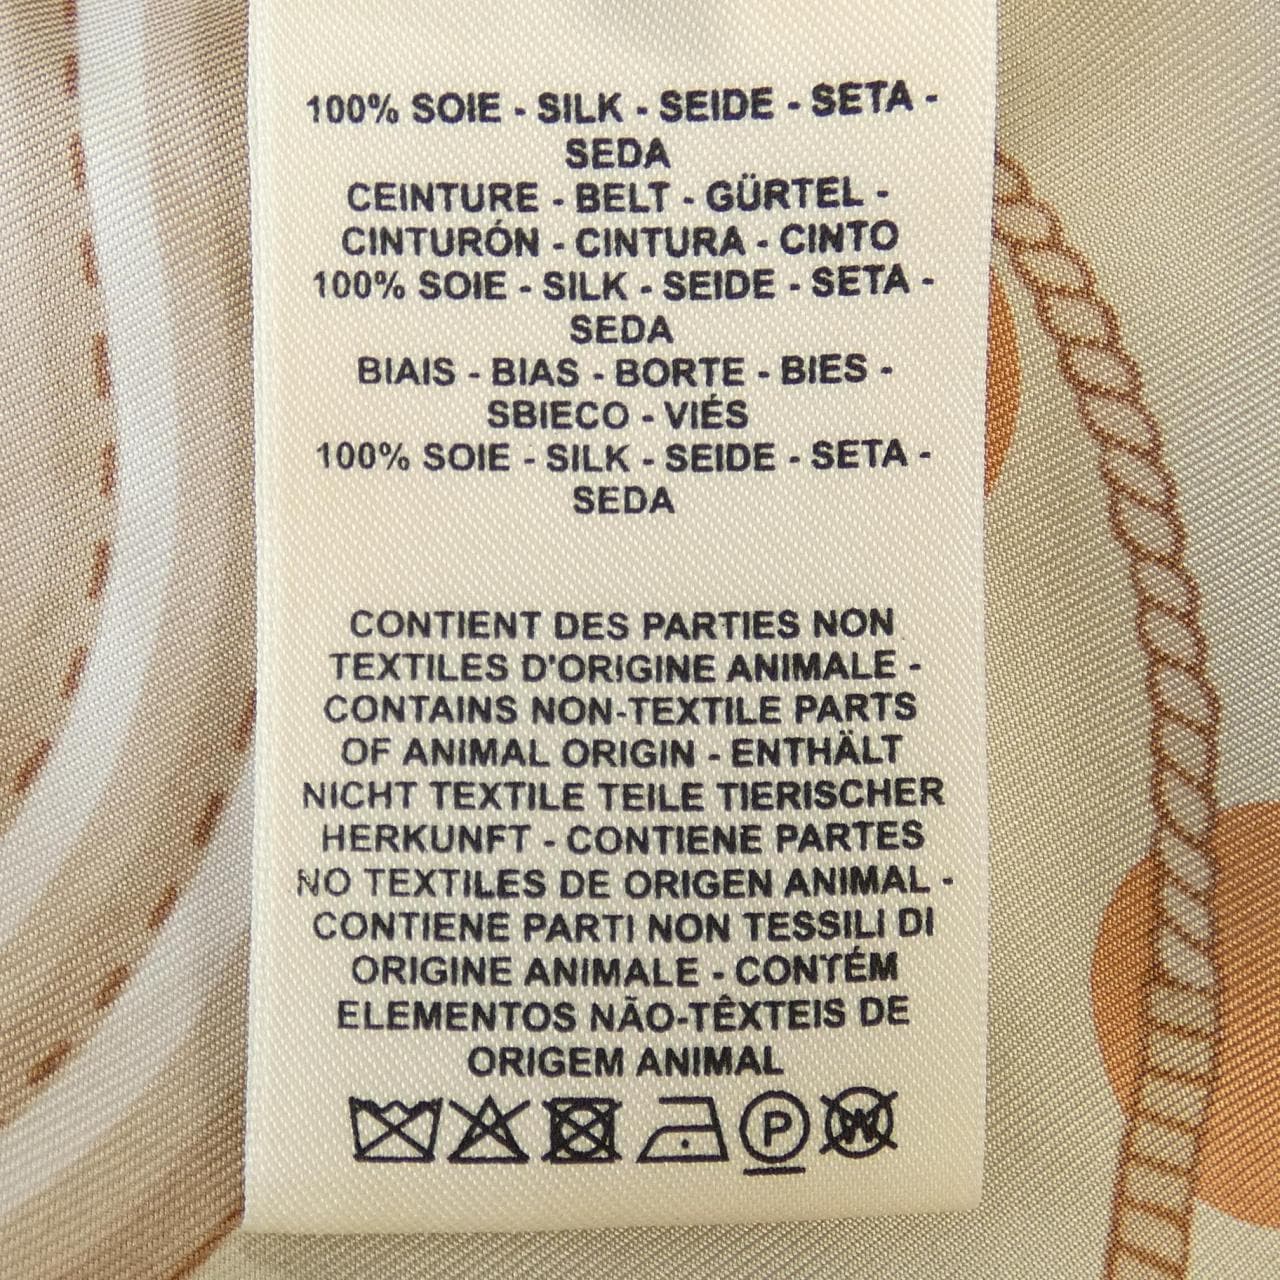 100% SOIE - SILK - SEIDE - SETA -
SEDA
CEINTURE - BELT - GÜRTEL -
CINTURÓN - CINTURA - CINTO
100% SOIE - SILK - SEIDE - SETA -
SEDA
BIAIS - BIAS - BORTE - BIES -
SBIECO - VIÉS
100% SOIE - SILK - SEIDE - SETA -
SEDA
CONTIENT DES PARTIES NON
TEXTILES D'ORIGINE ANIMALE -
CONTAINS NON-TEXTILE PARTS
OF ANIMAL ORIGIN - ENTHÄLT
NICHT TEXTILE TEILE TIERISCHER
HERKUNFT - CONTIENE PARTES
NO TEXTILES DE ORIGEN ANIMAL -
CONTIENE PARTI NON TESSILI DI
ORIGINE ANIMALE - CONTÉM
ELEMENTOS NÃO-TÊXTEIS DE
ORIGEM ANIMAL
P W